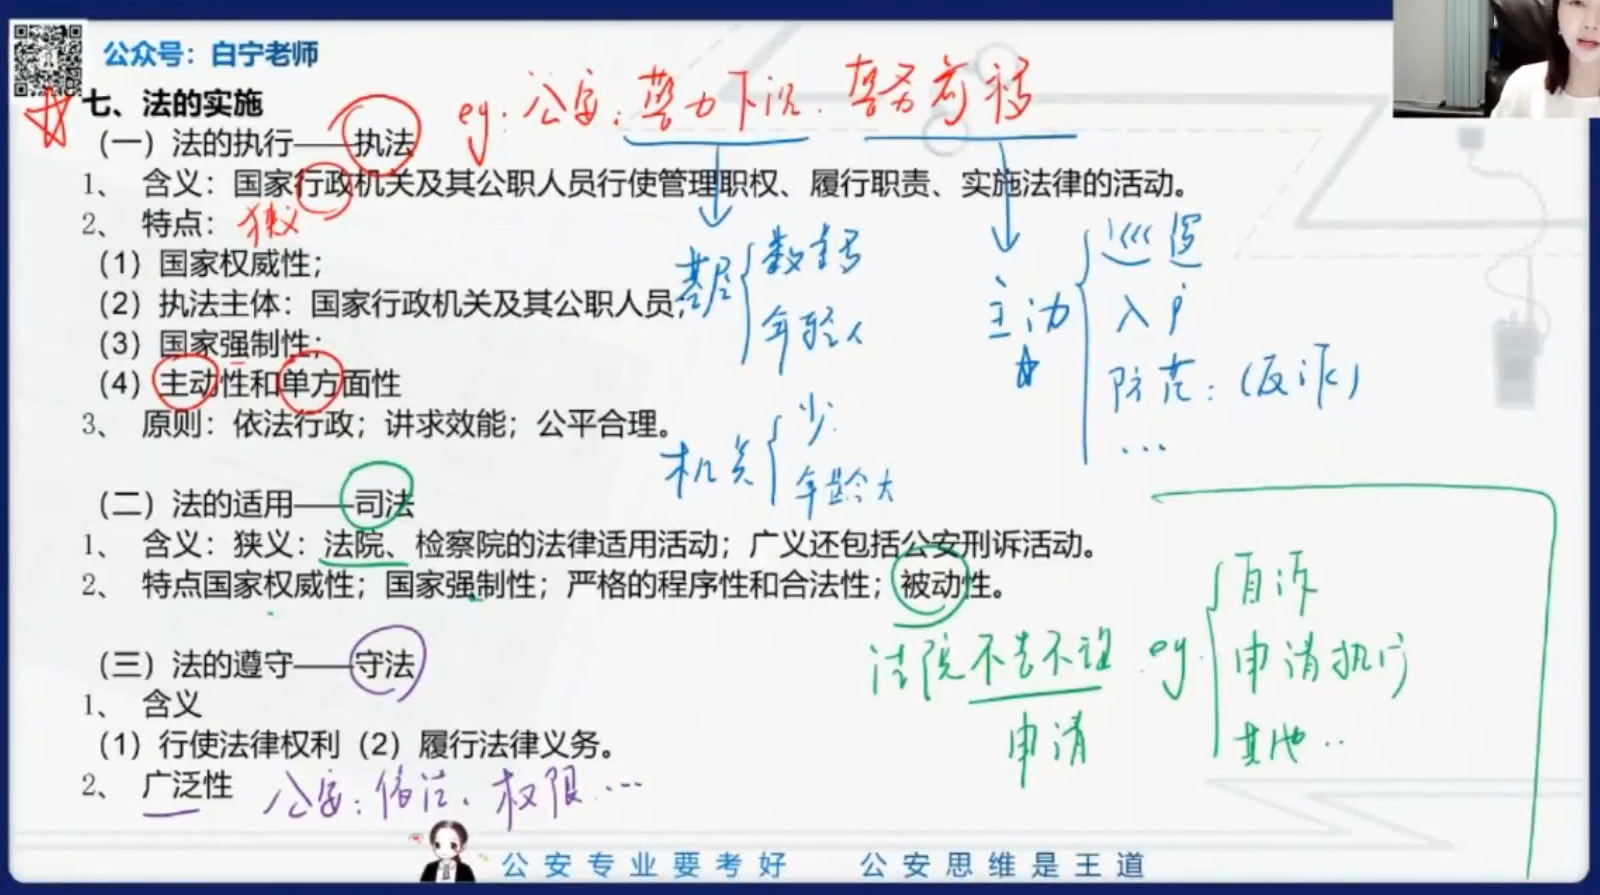 公众号：白宁老师
七、法的实施
eg：公安：警力下沉．警务前移
（一）法的执行——执法
1、 含义：国家行政机关及其公职人员行使管理职权、履行职责、实施法律的活动。
2、 特点：
狭义
（1）国家权威性；
（2）执法主体：国家行政机关及其公职人员；
（3）国家强制性；
（4）主动性和单方面性
3、 原则：依法行政；讲求效能；公平合理。
基层
数量多
年轻人
机关
少．
年龄大
主动
巡逻
入户
防范：（反诈）
...
（二）法的适用——司法
1、 含义：狭义：法院、检察院的法律适用活动；广义还包括公安刑诉活动。
2、 特点国家权威性；国家强制性；严格的程序性和合法性；被动性。
法院不告不理．eg．
申请
自诉
申请执行
其他..
（三）法的遵守——守法
1、 含义
（1）行使法律权利（2）履行法律义务。
2、 广泛性
公安：依法．权限...
公安专业要考好 公安思维是王道